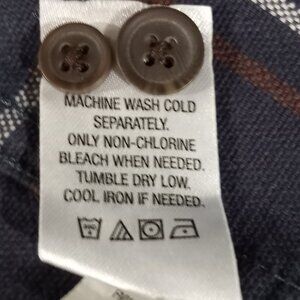 MACHINE WASH COLD
SEPARATELY.
ONLY NON-CHLORINE
BLEACH WHEN NEEDED.
TUMBLE DRY LOW.
COOL IRON IF NEEDED.